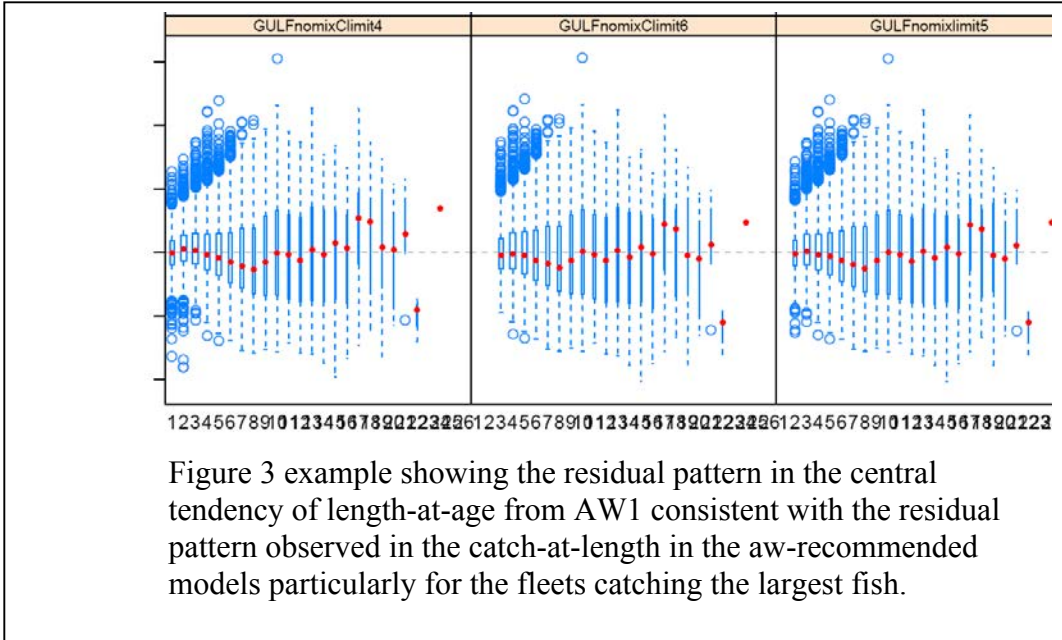 GULFnomixClimit4 GULFnomixClimit6 GULFnomixlimit5
Figure 3 example showing the residual pattern in the central
tendency of length-at-age from AW1 consistent with the residual
pattern observed in the catch-at-length in the aw-recommended
models particularly for the fleets catching the largest fish.